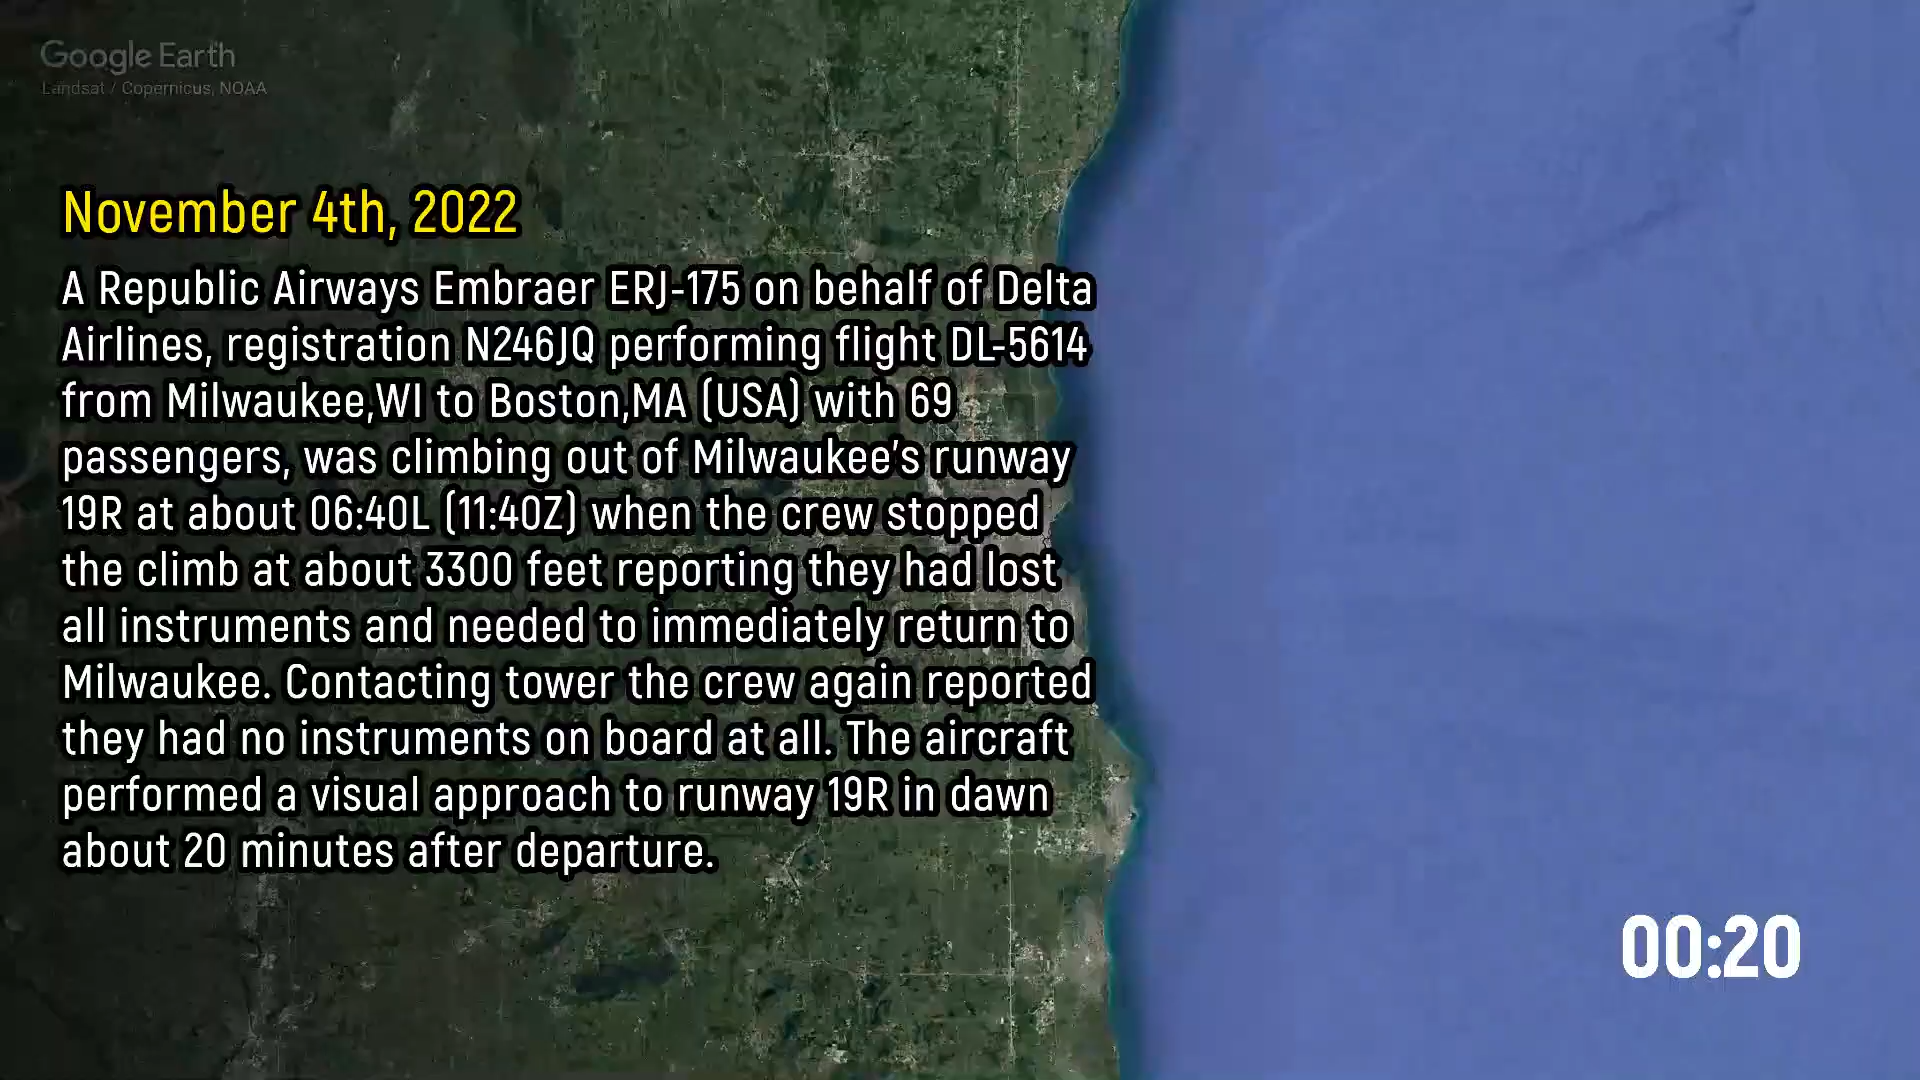 Google Earth
Landsat / Copernicus, NOAA
November 4th, 2022
A Republic Airways Embraer ERJ-175 on behalf of Delta
Airlines, registration N246JQ performing flight DL-5614
from Milwaukee,WI to Boston,MA (USA) with 69
passengers, was climbing out of Milwaukee's runway
19R at about 06:40L (11:40Z) when the crew stopped
the climb at about 3300 feet reporting they had lost
all instruments and needed to immediately return to
Milwaukee. Contacting tower the crew again reported
they had no instruments on board at all. The aircraft
performed a visual approach to runway 19R in dawn
about 20 minutes after departure.
00:20